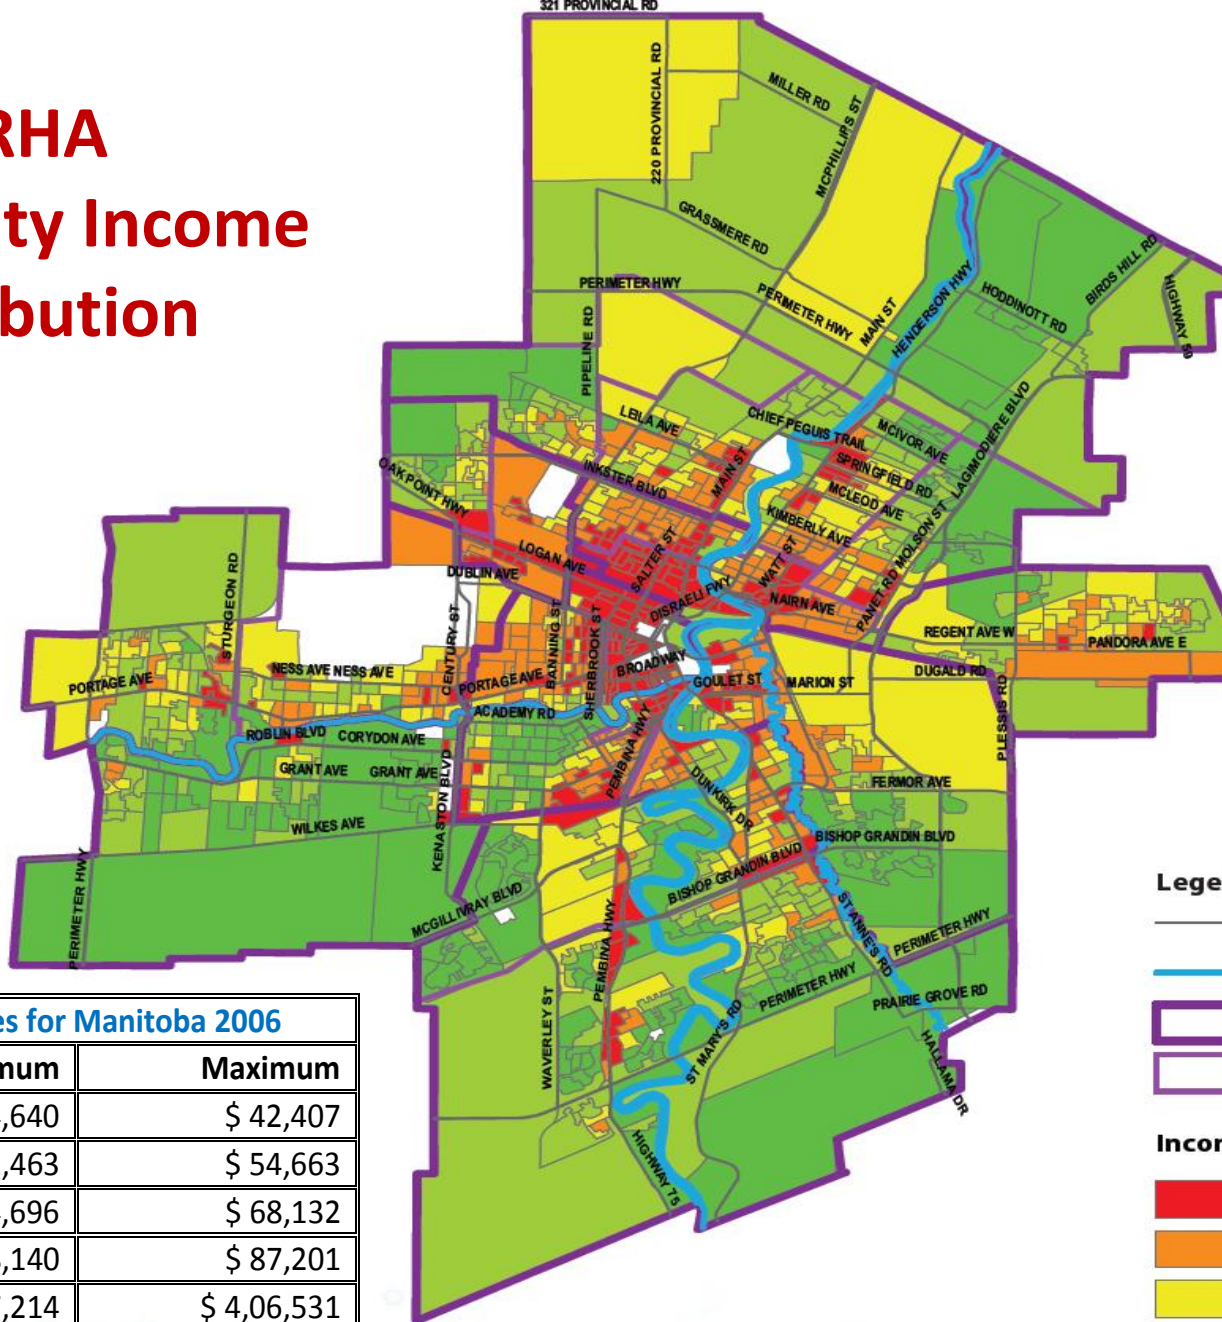 321 PROVINCIAL RD
RHA
ty Income
bution
220 PROVINCIAL RD
MILLER RD
MCPHILLIPS ST
GRASSMERE RD
BIRDS HILL RD
HIGHWAY 59
PERIMETER HWY
PERIMETER HWY
MAIN ST
HENDERSON HWY
HODDINOTT RD
PIPELINE RD
LEILA AVE
CHIEF PEGUIS TRAIL
MCIVOR AVE
LAGIMODIERE BLVD
OAK POINT HWY
INKSTER BLVD
MAIN ST
SPRINGFIELD RD
MCLEOD AVE
KIMBERLY AVE
MOLSON ST
LOGAN AVE
SALTER ST
WATT ST
PANET RD
DUBLIN AVE
DISRAELI FWY
NAIRN AVE
STURGEON RD
CENTURY ST
BANNING ST
SHERBROOK ST
REGENT AVE W
PANDORA AVE E
NESS AVE NESS AVE
BROADWAY
DUGALD RD
PORTAGE AVE
PORTAGE AVE
GOULET ST
MARION ST
PLESSIS RD
ACADEMY RD
ROBLIN BLVD
CORYDON AVE
PEMBINA HWY
GRANT AVE
GRANT AVE
KENASTON BLVD
DUNKIRK DR
FERMOR AVE
WILKES AVE
BISHOP GRANDIN BLVD
BISHOP GRANDIN BLVD
PERIMETER HWY
MCGILLIVRAY BLVD
PEMBINA HWY
ST ANNE'S RD
PERIMETER HWY
WAVERLEY ST
PERIMETER HWY
PRAIRIE GROVE RD
ST MARY'S RD
HALLAMA DR
HIGHWAY 75
es for Manitoba 2006
mum Maximum
,640 $ 42,407
,463 $ 54,663
,696 $ 68,132
,140 $ 87,201
,214 $ 4,06,531
Lege
Incor